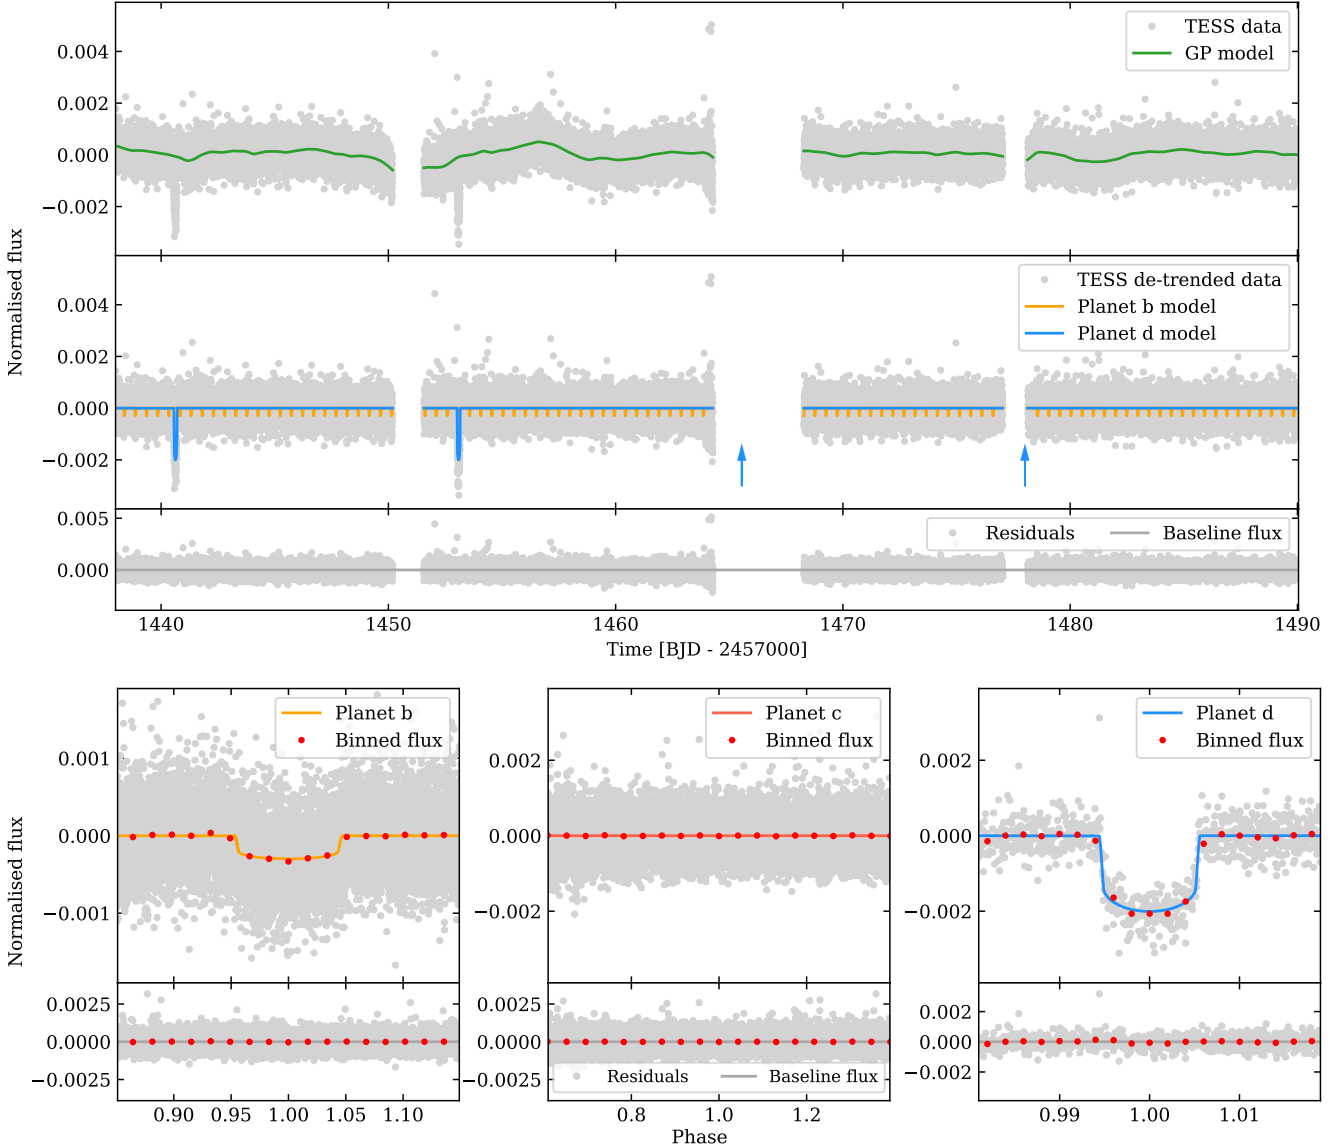 TESS data
GP model
0.004
0.002
0.000
−0.002
Normalised flux
TESS de-trended data
Planet b model
Planet d model
0.004
0.002
0.000
−0.002
Residuals
Baseline flux
0.005
0.000
1440
1450
1460
1470
1480
1490
Time [BJD - 2457000]
Planet b
Binned flux
0.001
0.000
−0.001
Normalised flux
Planet c
Binned flux
0.002
0.000
−0.002
Planet d
Binned flux
0.002
0.000
−0.002
0.0025
0.0000
−0.0025
0.90
0.95
1.00
1.05
1.10
0.0025
0.0000
−0.0025
Residuals
Baseline flux
0.8
1.0
1.2
Phase
0.002
0.000
−0.002
0.99
1.00
1.01